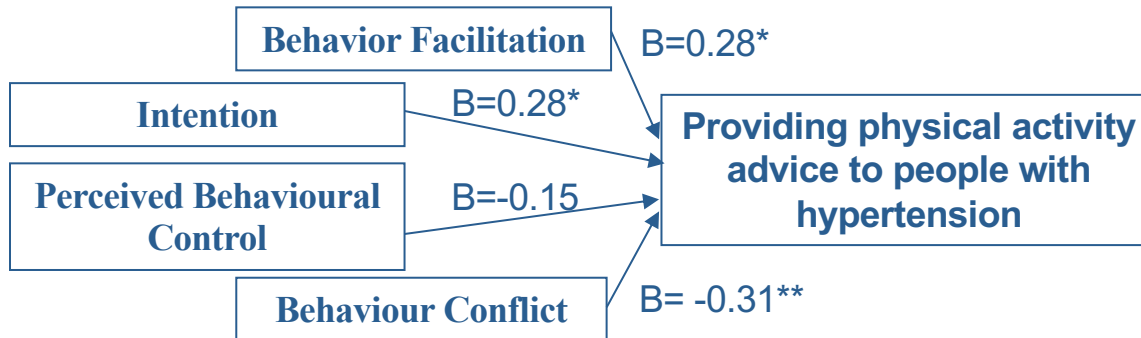 Behavior Facilitation
B=0.28*
Intention
B=0.28*
Perceived Behavioural
Control
B=-0.15
Behaviour Conflict
B= -0.31**
Providing physical activity
advice to people with
hypertension